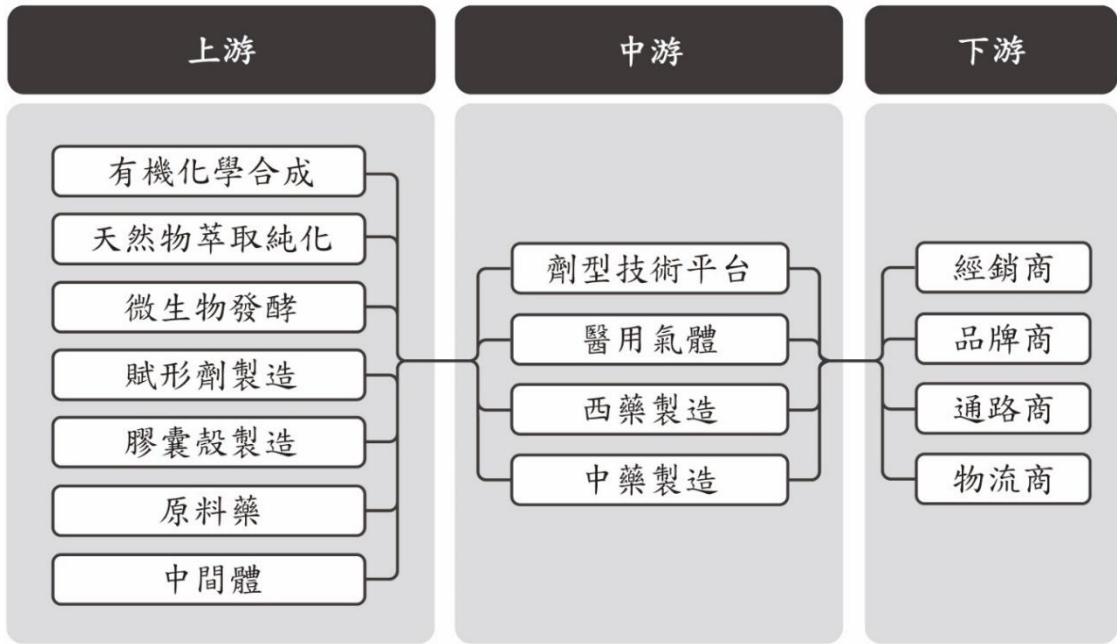 上游
有機化學合成
天然物萃取純化
微生物發酵
賦形劑製造
膠囊殼製造
原料藥
中間體
中游
劑型技術平台
醫用氣體
西藥製造
中藥製造
下游
經銷商
品牌商
通路商
物流商